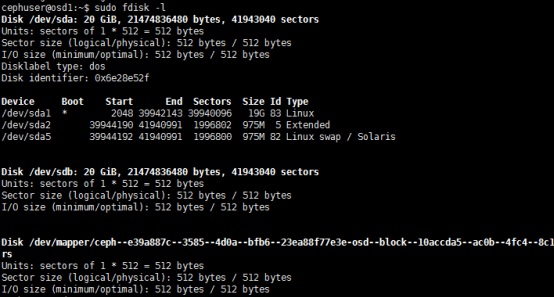 cephuser@osd1:~$ sudo fdisk -l
Disk /dev/sda: 20 GiB, 21474836480 bytes, 41943040 sectors
Units: sectors of 1 * 512 = 512 bytes
Sector size (logical/physical): 512 bytes / 512 bytes
I/O size (minimum/optimal): 512 bytes / 512 bytes
Disklabel type: dos
Disk identifier: 0x6e28e52f
Device Boot Start End Sectors Size Id Type
/dev/sda1 * 2048 39942143 39940096 19G 83 Linux
/dev/sda2 39944190 41940991 1996802 975M 5 Extended
/dev/sda5 39944192 41940991 1996800 975M 82 Linux swap / Solaris
Disk /dev/sdb: 20 GiB, 21474836480 bytes, 41943040 sectors
Units: sectors of 1 * 512 = 512 bytes
Sector size (logical/physical): 512 bytes / 512 bytes
I/O size (minimum/optimal): 512 bytes / 512 bytes
Disk /dev/mapper/ceph--e39a887c--3585--4d0a--bfb6--23ea88f77e3e-osd--block--10accda5--ac0b--4fc4--8c1
rs
Units: sectors of 1 * 512 = 512 bytes
Sector size (logical/physical): 512 bytes / 512 bytes
I/O size (minimum/optimal): 512 bytes / 512 bytes